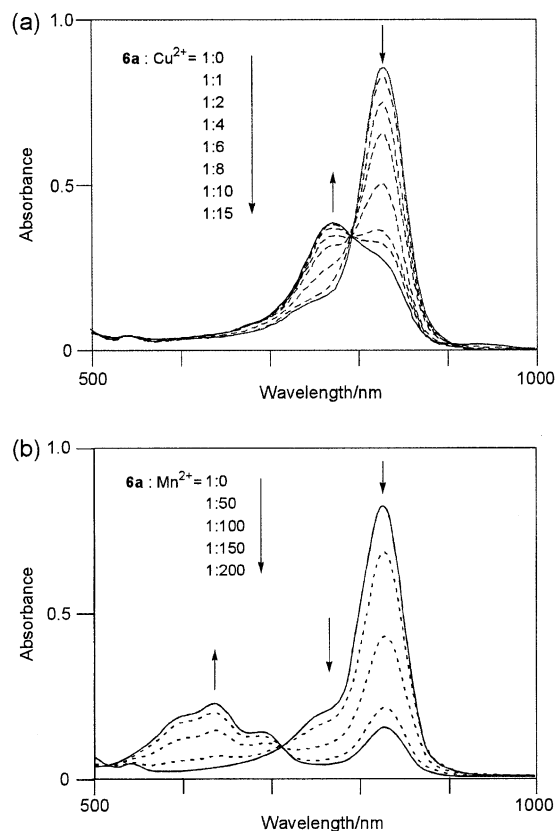 (a)
1.0
6a : Cu²⁺ = 1:0
1:1
1:2
1:4
1:6
1:8
1:10
1:15
Absorbance
0.5
0
500
1000
Wavelength/nm
(b)
1.0
6a : Mn²⁺ = 1:0
1:50
1:100
1:150
1:200
Absorbance
0.5
0
500
1000
Wavelength/nm